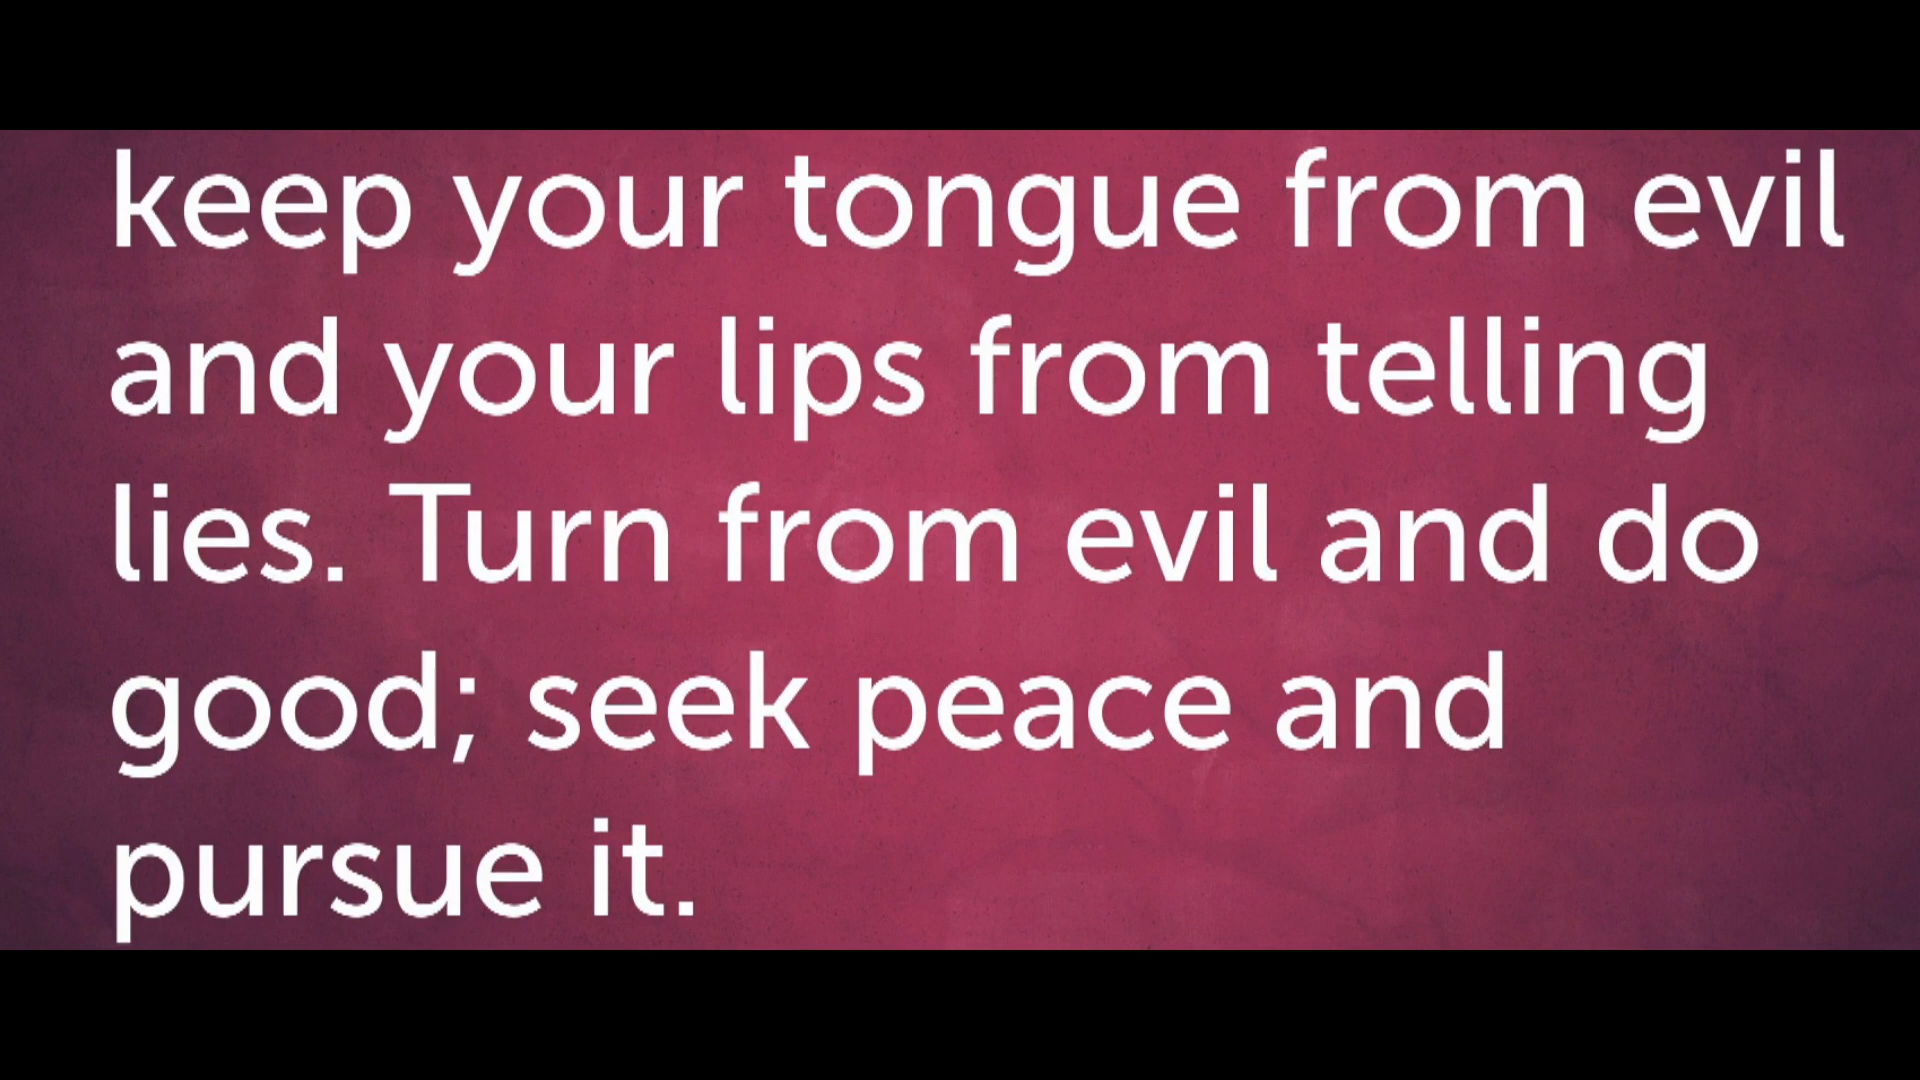 keep your tongue from evil
and your lips from telling
lies. Turn from evil and do
good; seek peace and
pursue it.